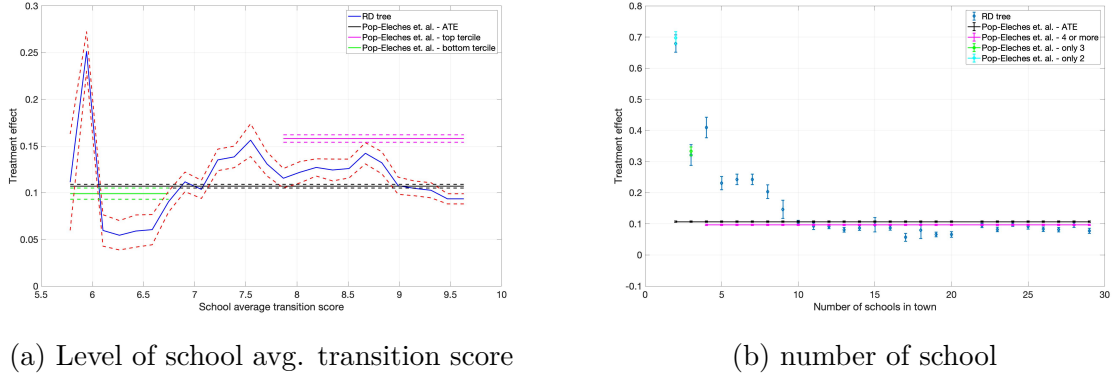 0.3
0.25
0.2
0.15
0.1
0.05
0
Treatment effect
RD tree
Pop-Eleches et. al. - ATE
Pop-Eleches et. al. - top tercile
Pop-Eleches et. al. - bottom tercile
5.5 6 6.5 7 7.5 8 8.5 9 9.5 10
School average transition score
(a) Level of school avg. transition score
0.8
0.7
0.6
0.5
0.4
0.3
0.2
0.1
0
-0.1
Treatment effect
RD tree
Pop-Eleches et. al. - ATE
Pop-Eleches et. al. - 4 or more
Pop-Eleches et. al. - only 3
Pop-Eleches et. al. - only 2
0 5 10 15 20 25 30
Number of schools in town
(b) number of school